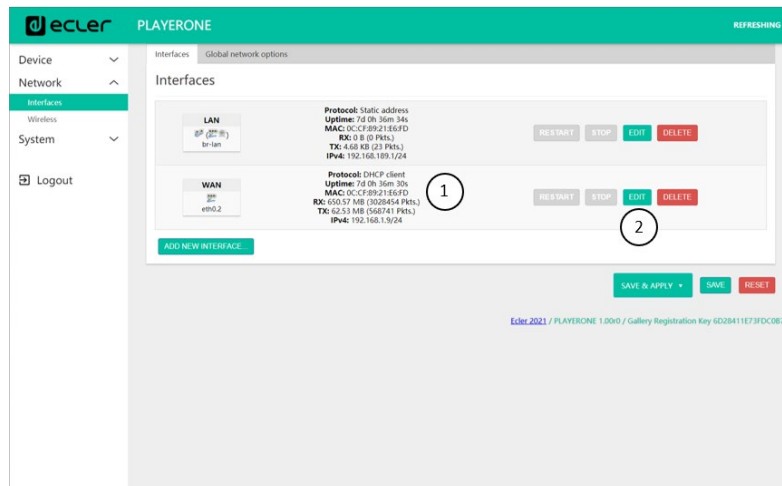 ecler
PLAYERONE
REFRESHING
Device
Network
Interfaces
Wireless
System
Logout
Interfaces Global network options
Interfaces
LAN
br-lan
Protocol: Static address
Uptime: 7d 0h 36m 34s
MAC: 0C:CF:89:21:E6:FD
RX: 0 B (0 Pkts.)
TX: 4.68 KB (23 Pkts.)
IPv4: 192.168.189.1/24
RESTART STOP EDIT DELETE
WAN
eth0.2
Protocol: DHCP client
Uptime: 7d 0h 36m 30s
MAC: 0C:CF:89:21:E6:FD
RX: 650.57 MB (3028454 Pkts.)
TX: 62.53 MB (568741 Pkts.)
IPv4: 192.168.1.9/24
1
RESTART STOP EDIT DELETE
2
ADD NEW INTERFACE...
SAVE & APPLY SAVE RESET
Ecler 2021 / PLAYERONE 1.00r0 / Gallery Registration Key